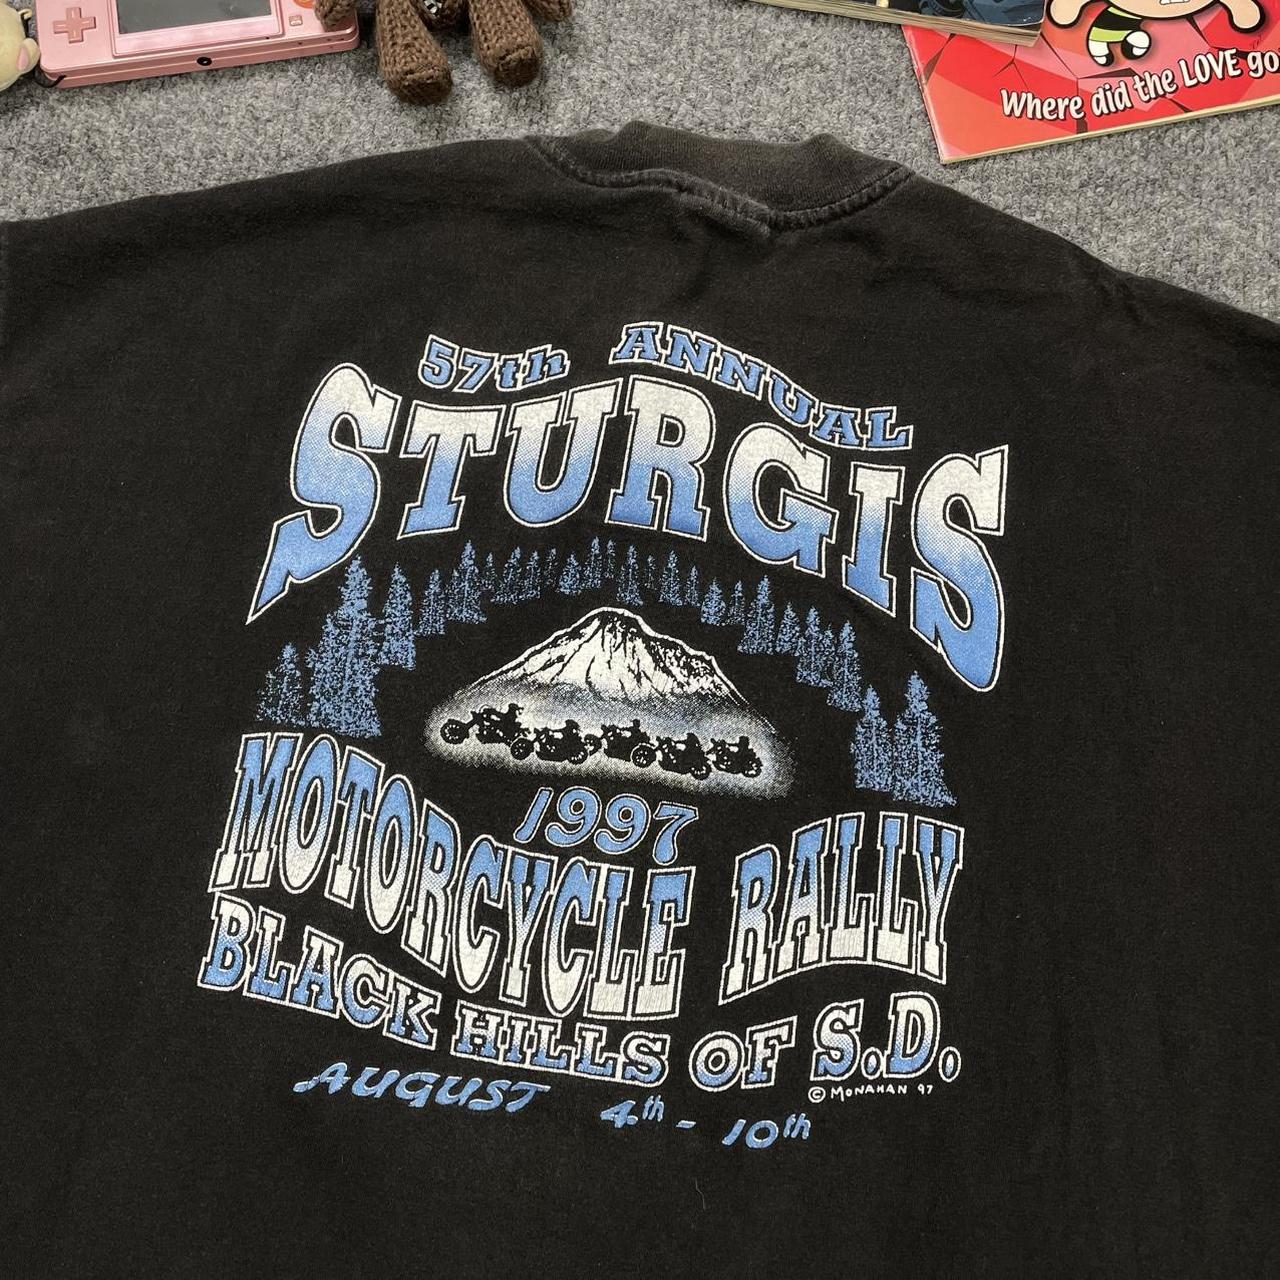 Where did the LOVE go
57th ANNUAL
STURGIS
1997
MOTORCYCLE RALLY
BLACK HILLS OF S.D.
© MONAHAN 97
AUGUST 4th - 10th